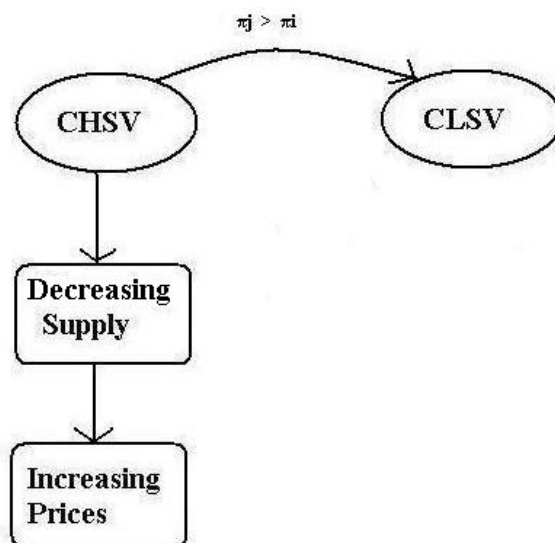 πj > πi
CHSV
CLSV
Decreasing
Supply
Increasing
Prices